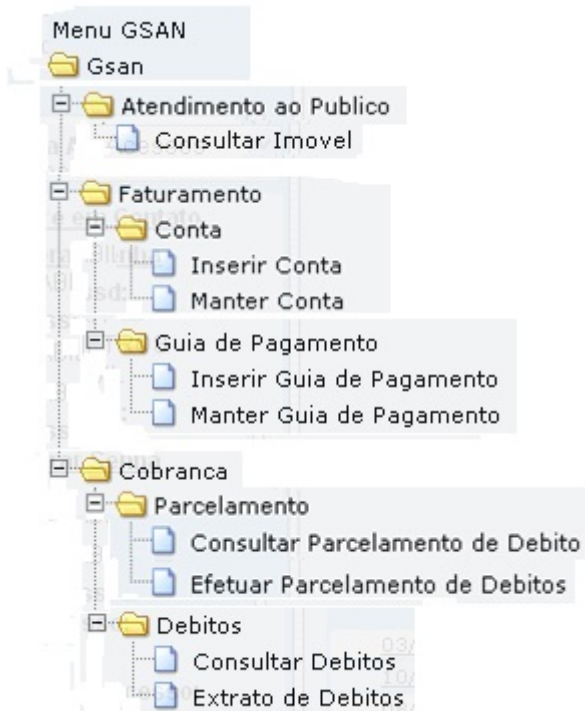 Menu GSAN
Gsan
Atendimento ao Publico
Consultar Imovel
Faturamento
Conta
Inserir Conta
Manter Conta
Guia de Pagamento
Inserir Guia de Pagamento
Manter Guia de Pagamento
Cobranca
Parcelamento
Consultar Parcelamento de Debito
Efetuar Parcelamento de Debitos
Debitos
Consultar Debitos
Extrato de Debitos